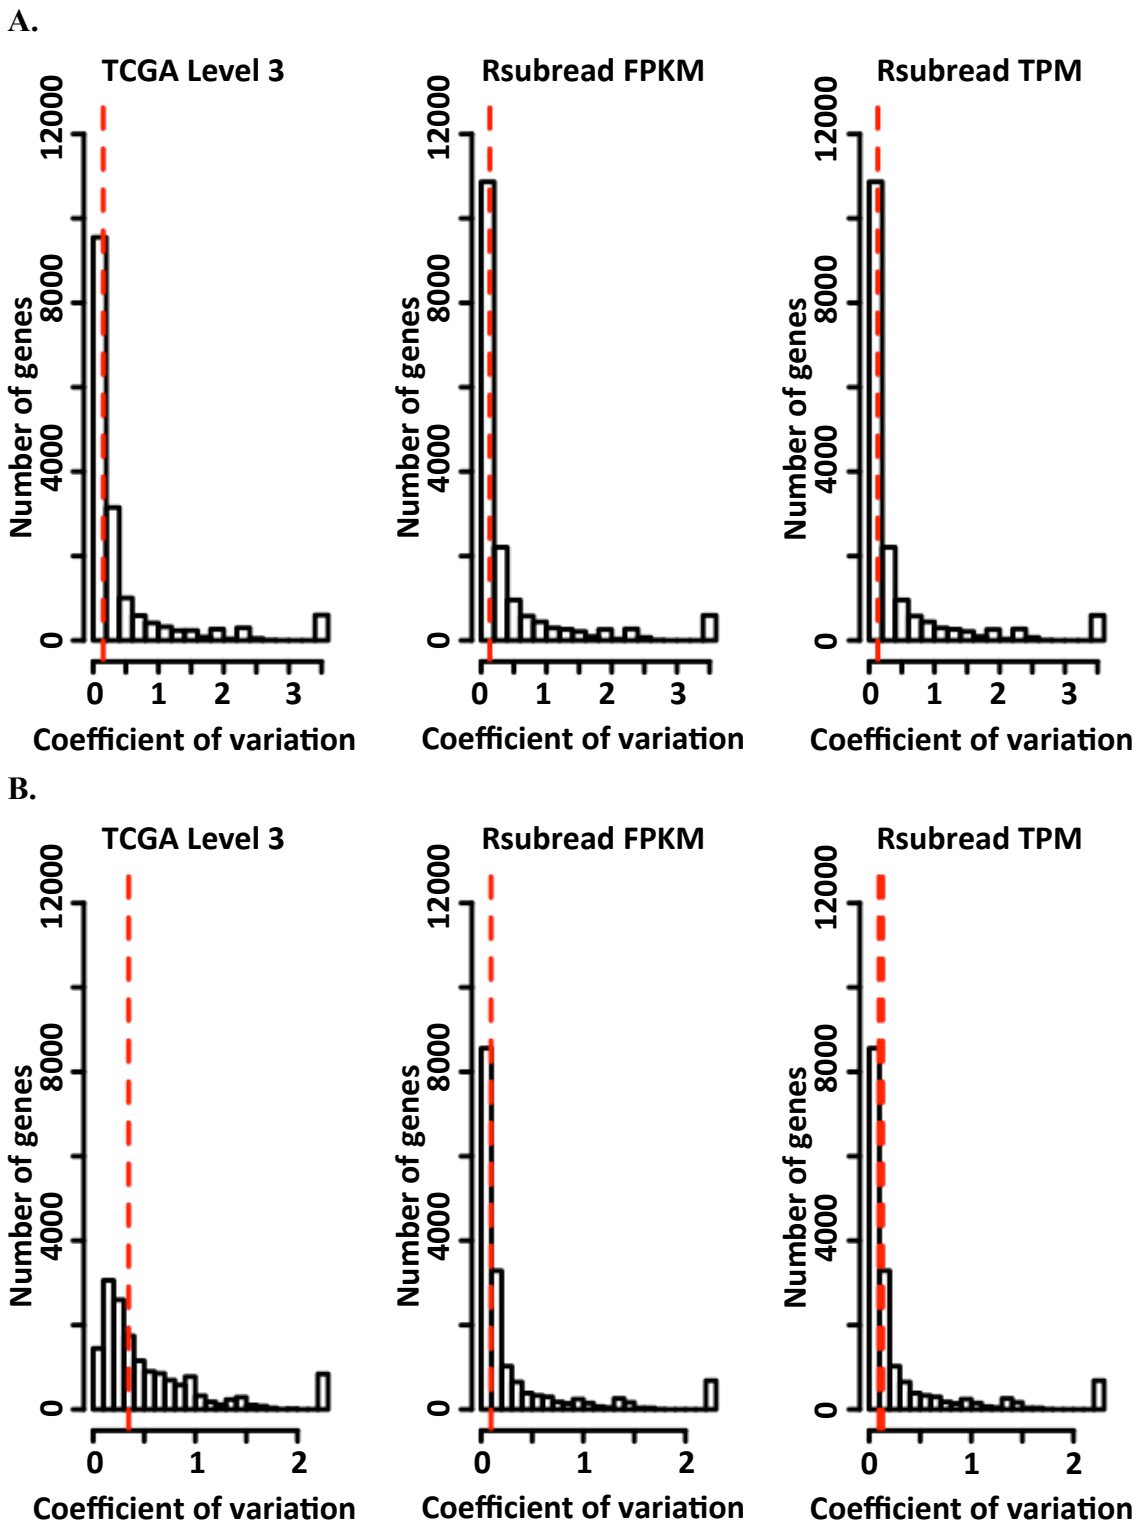 A.
TCGA Level 3
Rsubread FPKM
Rsubread TPM
Number of genes
0
4000
8000
12000
0 1 2 3
Coefficient of variation
Number of genes
0
4000
8000
12000
0 1 2 3
Coefficient of variation
Number of genes
0
4000
8000
12000
0 1 2 3
Coefficient of variation
B.
TCGA Level 3
Rsubread FPKM
Rsubread TPM
Number of genes
0
4000
8000
12000
0 1 2
Coefficient of variation
Number of genes
0
4000
8000
12000
0 1 2
Coefficient of variation
Number of genes
0
4000
8000
12000
0 1 2
Coefficient of variation